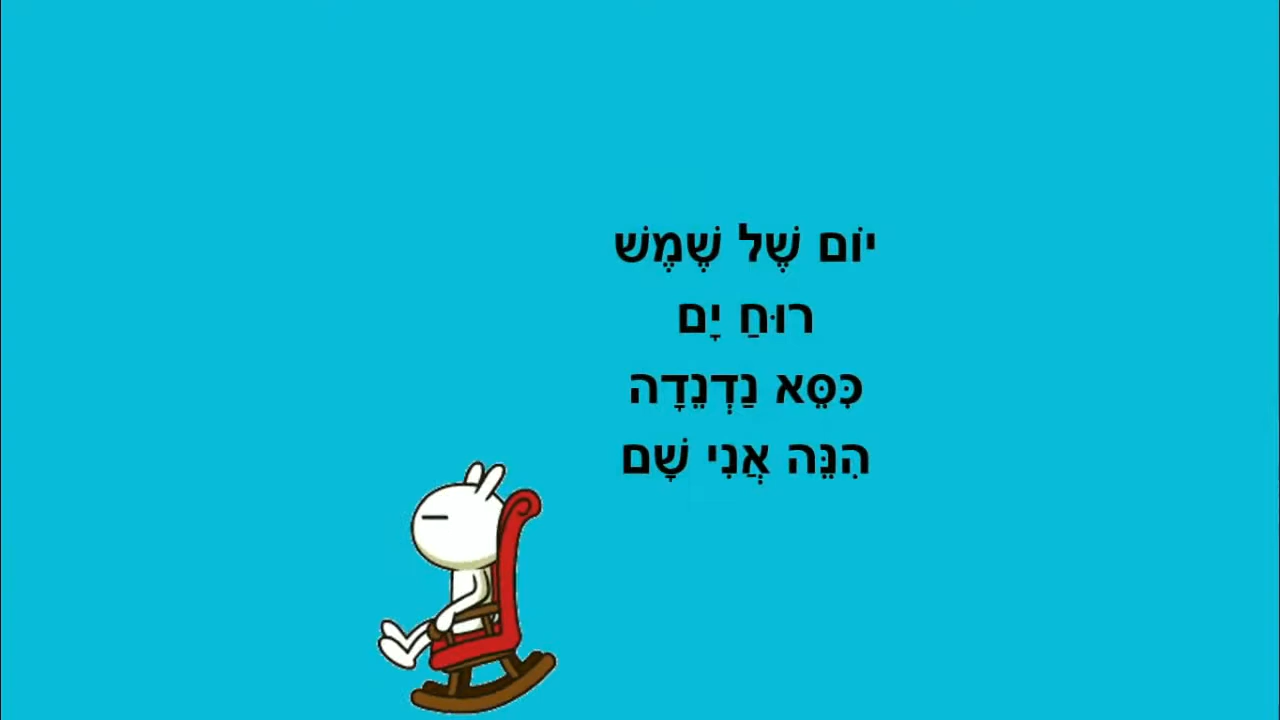 יוֹם שֶׁל שֶׁמֶשׁ
רוּחַ יָם
כִּסֵּא נַדְנֵדָה
הִנֵּה אֲנִי שָׁם